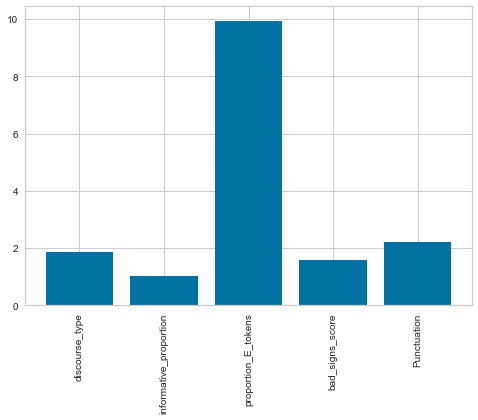 10
8
6
4
2
0
discourse_type
informative_proportion
proportion_E_tokens
bad_signs_score
Punctuation